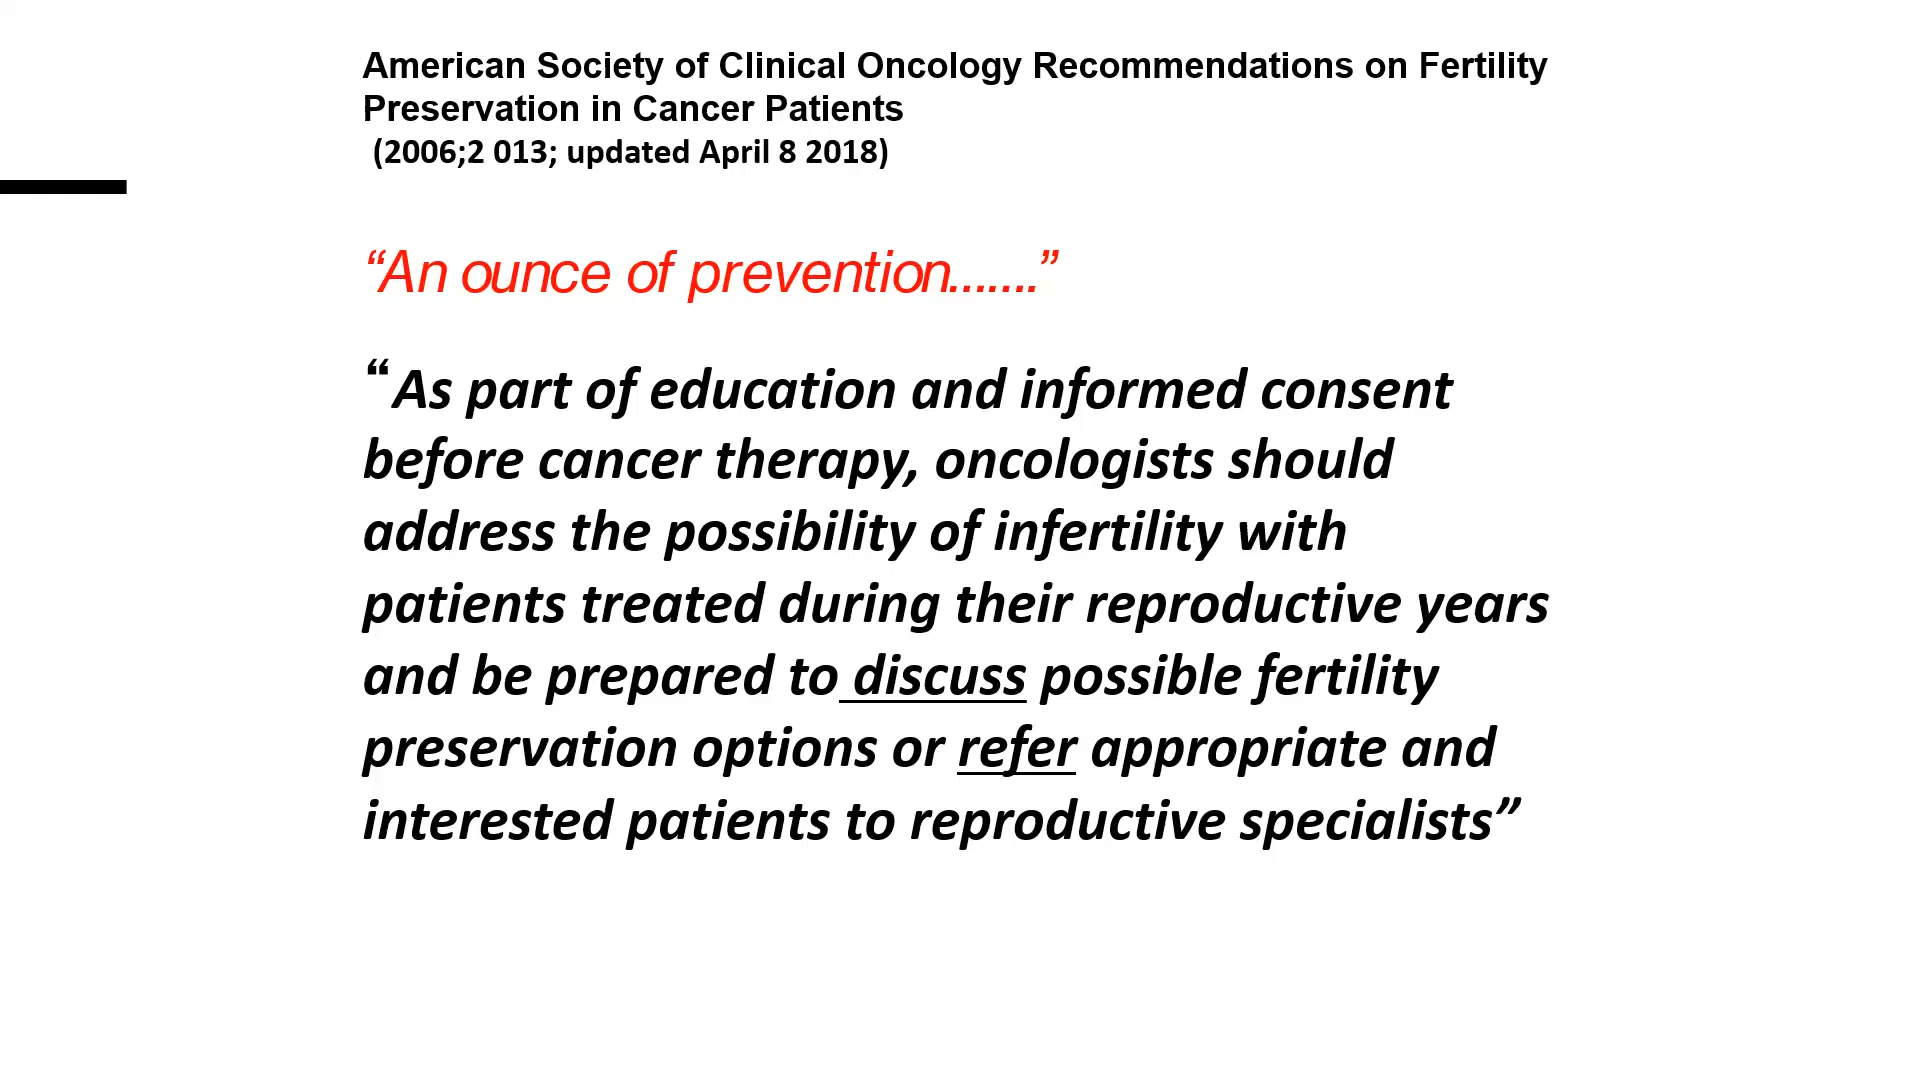 American Society of Clinical Oncology Recommendations on Fertility
Preservation in Cancer Patients
(2006;2 013; updated April 8 2018)
“An ounce of prevention…….”
“As part of education and informed consent
before cancer therapy, oncologists should
address the possibility of infertility with
patients treated during their reproductive years
and be prepared to discuss possible fertility
preservation options or refer appropriate and
interested patients to reproductive specialists”